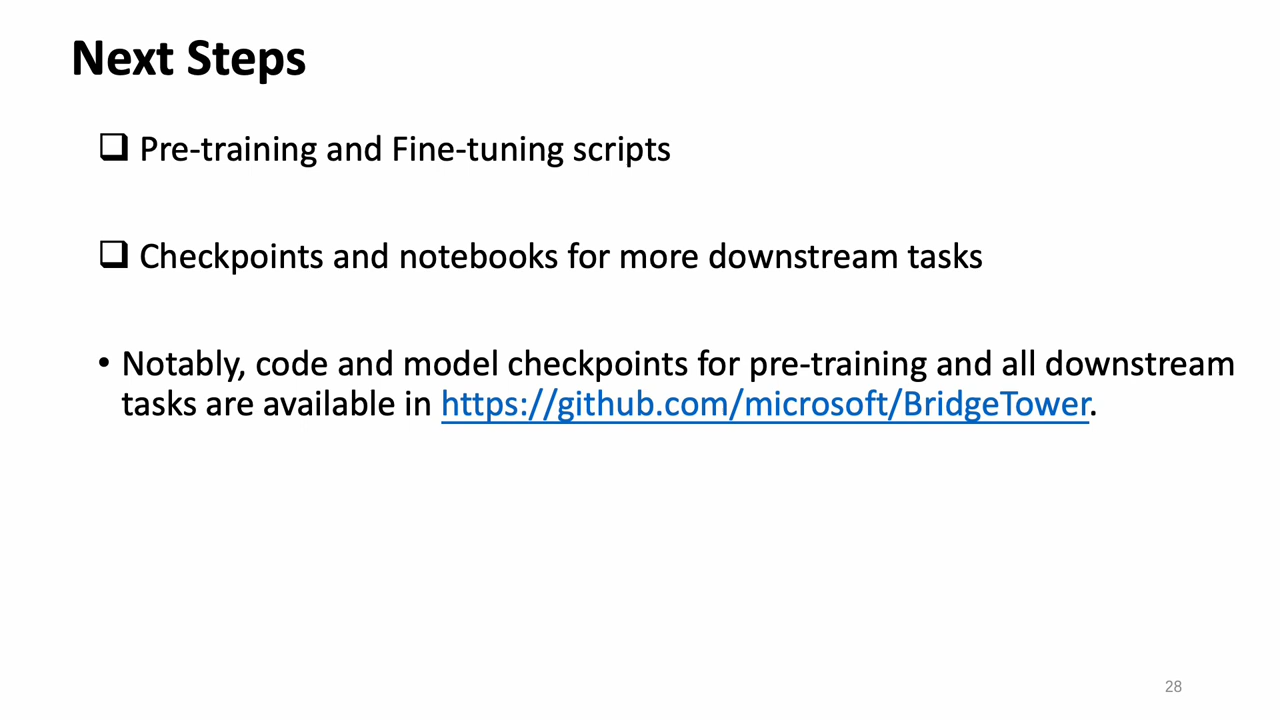 Next Steps
❑ Pre-training and Fine-tuning scripts
❑ Checkpoints and notebooks for more downstream tasks
• Notably, code and model checkpoints for pre-training and all downstream
tasks are available in https://github.com/microsoft/BridgeTower.
28